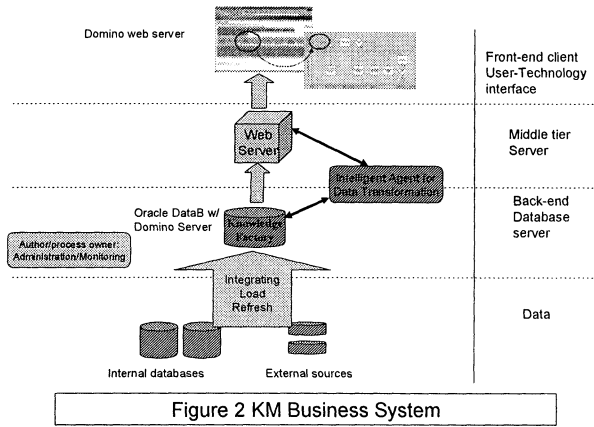 Domino web server
Front-end client
User-Technology
interface
Web
Server
Middle tier
Server
Intelligent Agent for
Data Transformation
Oracle DataB w/
Domino Server
Knowledge
Factory
Back-end
Database
server
Author/process owner:
Administration/Monitoring
Integrating
Load
Refresh
Data
Internal databases
External sources
Figure 2 KM Business System